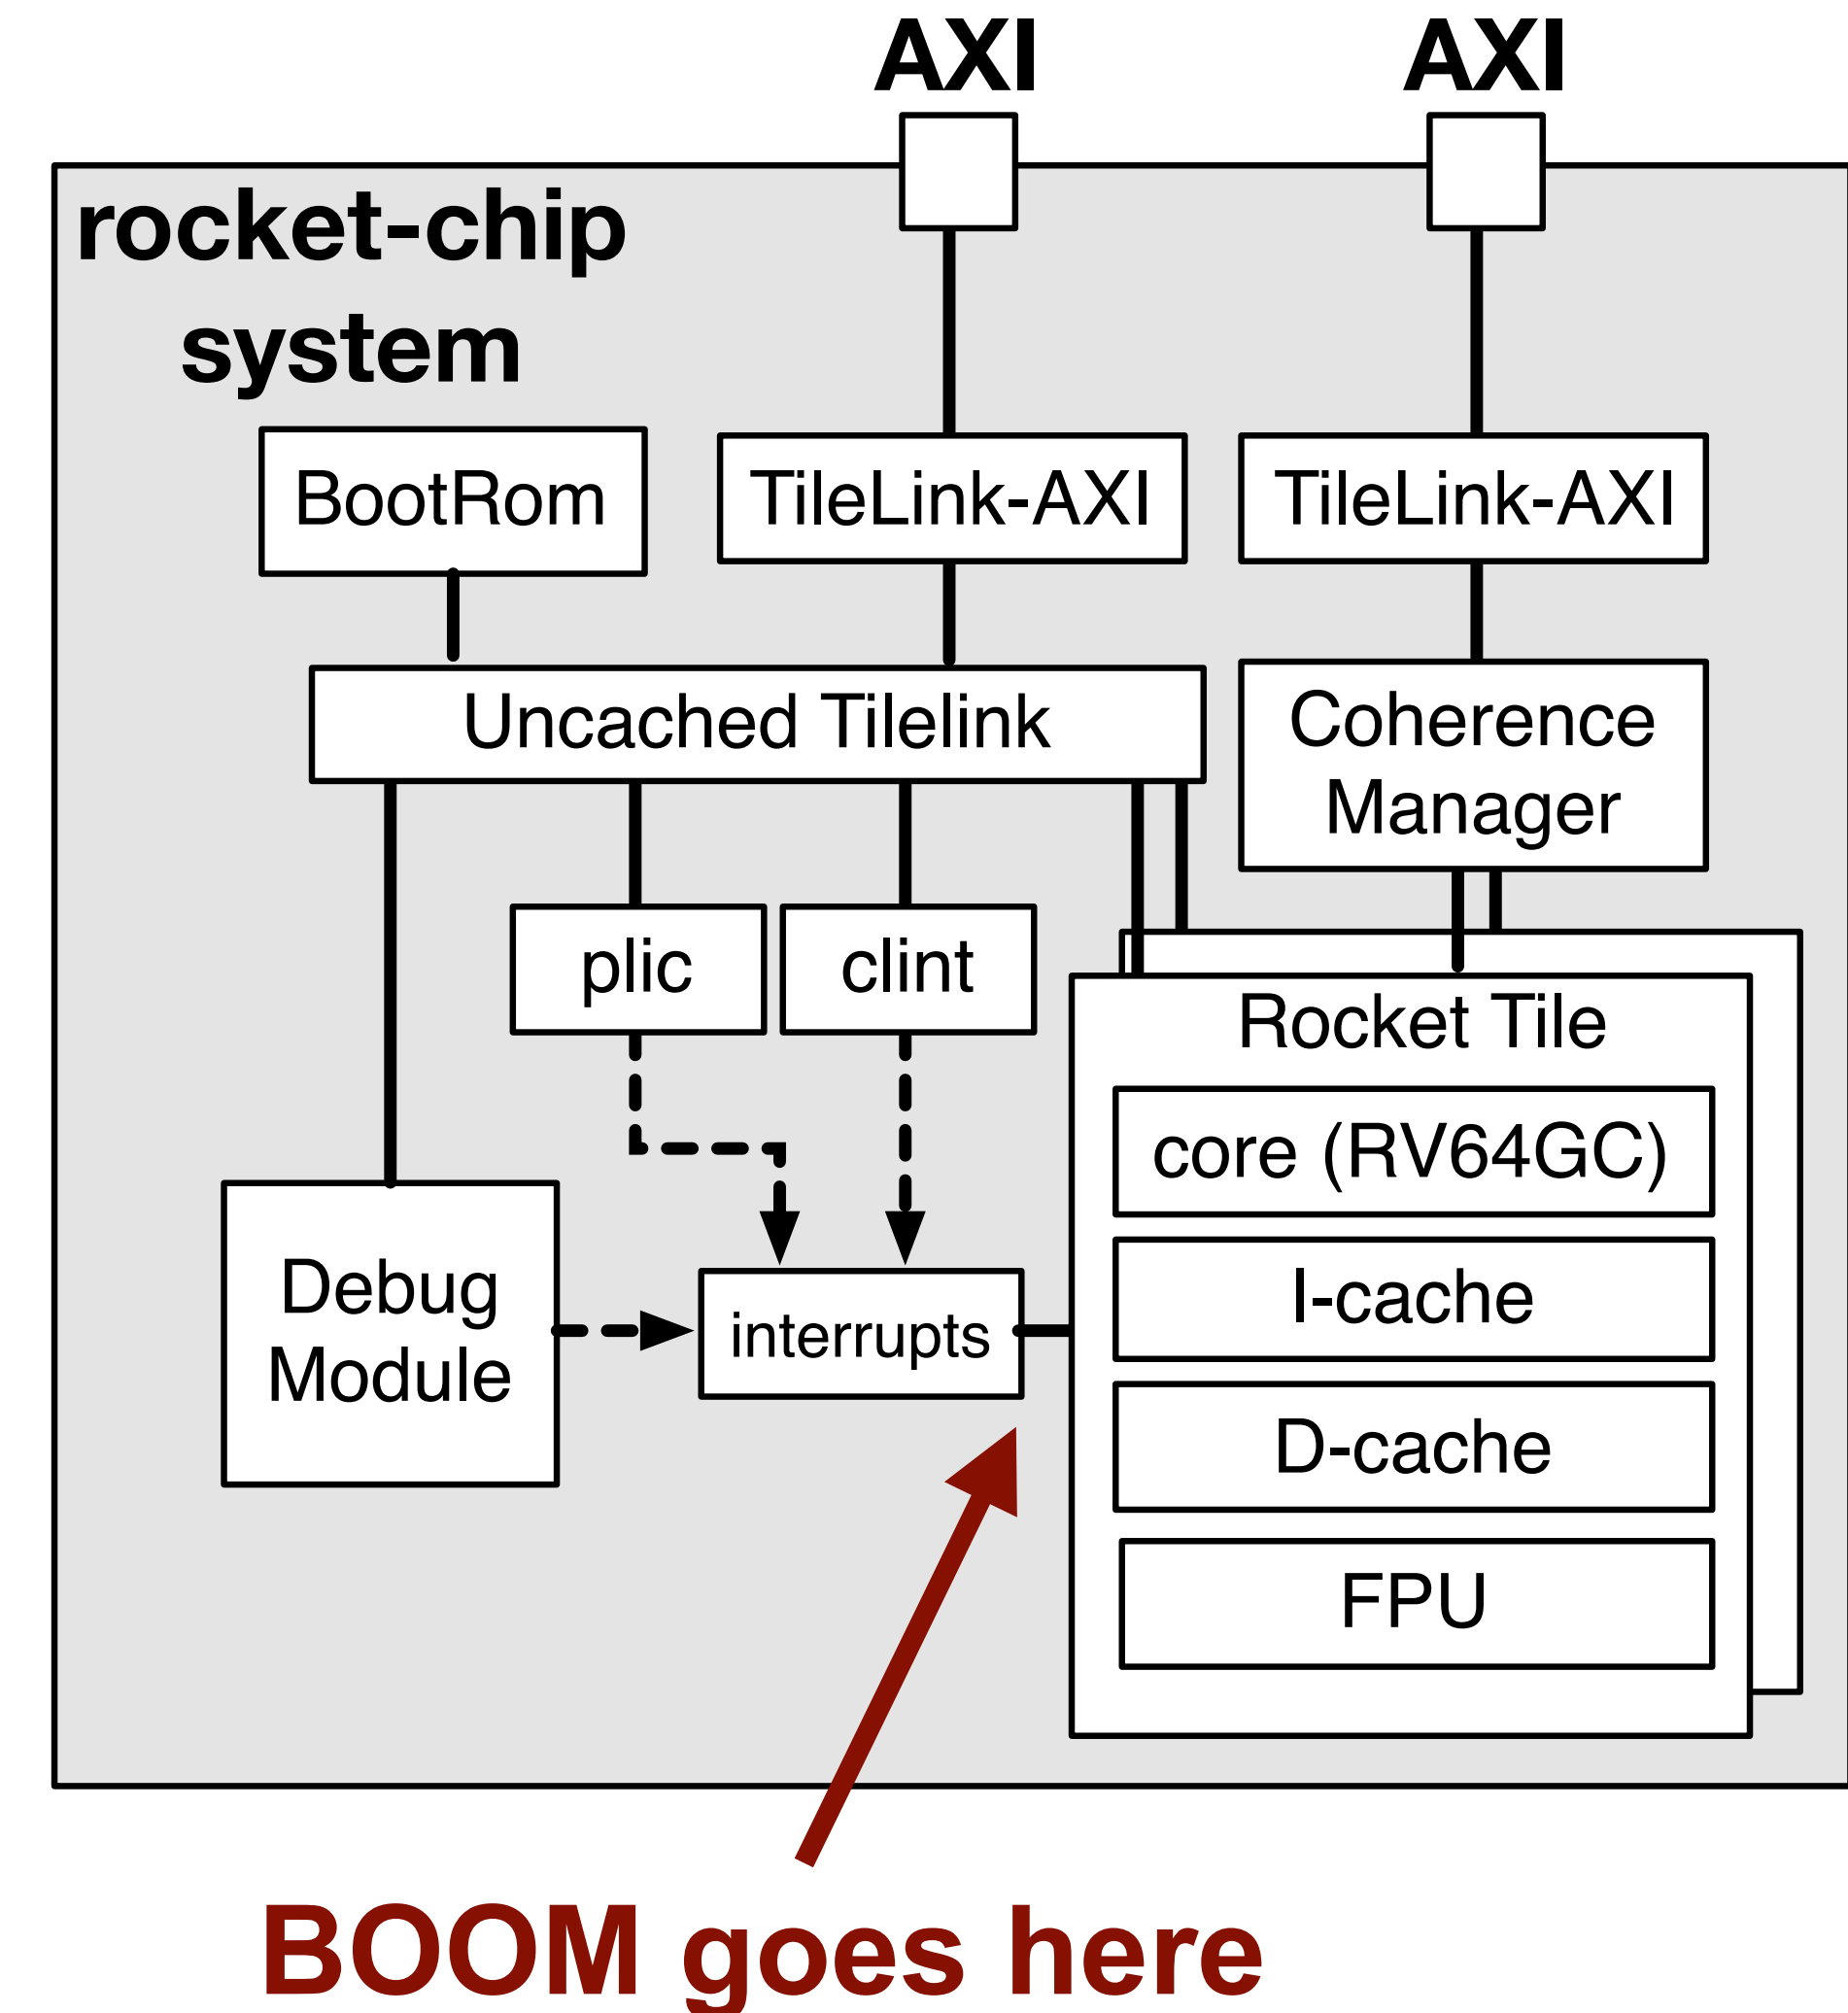 AXI
AXI
rocket-chip
system
BootRom
TileLink-AXI
TileLink-AXI
Uncached Tilelink
Coherence
Manager
plic
clint
Rocket Tile
core (RV64GC)
I-cache
D-cache
FPU
Debug
Module
interrupts
BOOM goes here